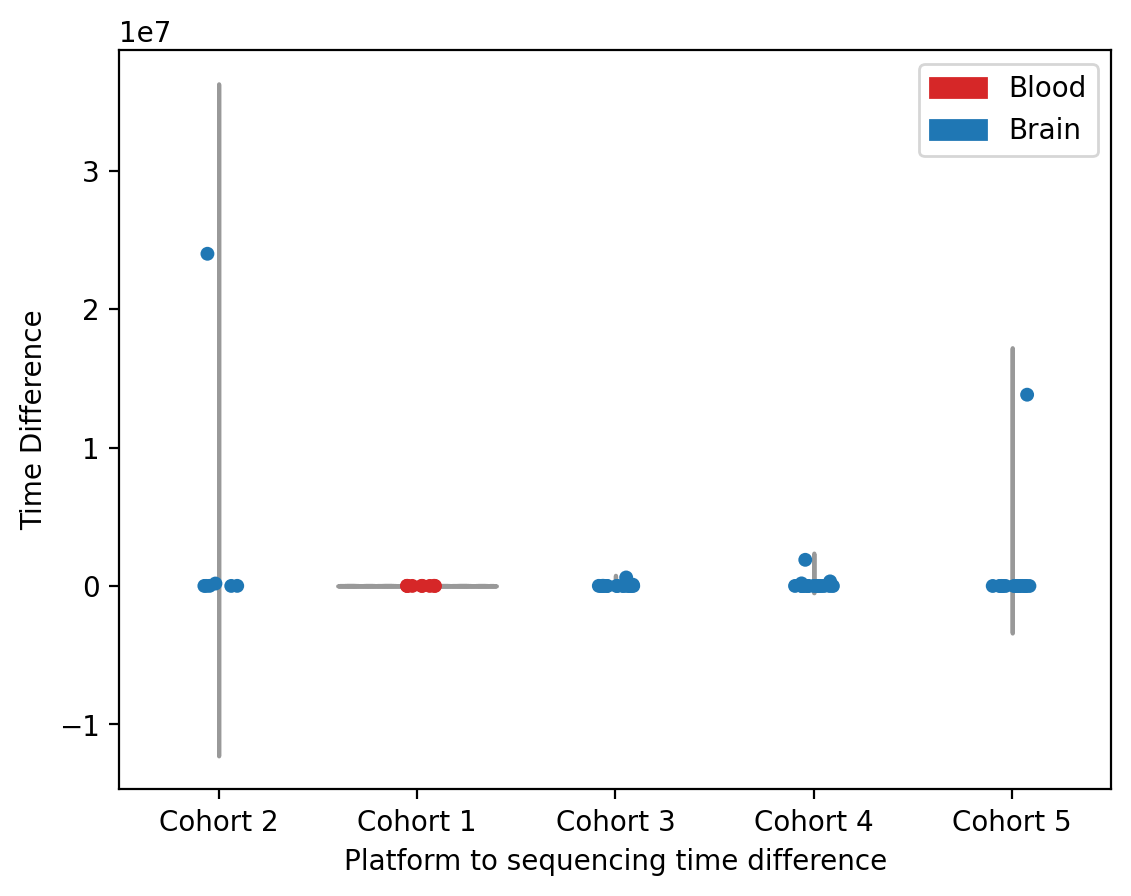 1e7
Blood
Brain
3
2
1
0
−1
Time Difference
Cohort 2
Cohort 1
Cohort 3
Cohort 4
Cohort 5
Platform to sequencing time difference